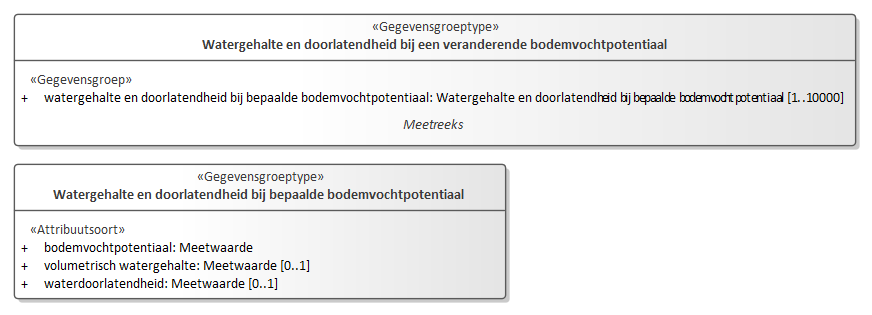 «Gegevensgroeptype»
Watergehalte en doorlatendheid bij een veranderende bodemvochtpotentiaal
«Gegevensgroep»
+ watergehalte en doorlatendheid bij bepaalde bodemvochtpotentiaal: Watergehalte en doorlatendheid bij bepaalde bodemvochtpotentiaal [1..10000]
Meetreeks
«Gegevensgroeptype»
Watergehalte en doorlatendheid bij bepaalde bodemvochtpotentiaal
«Attribuutsoort»
+ bodemvochtpotentiaal: Meetwaarde
+ volumetrisch watergehalte: Meetwaarde [0..1]
+ waterdoorlatendheid: Meetwaarde [0..1]